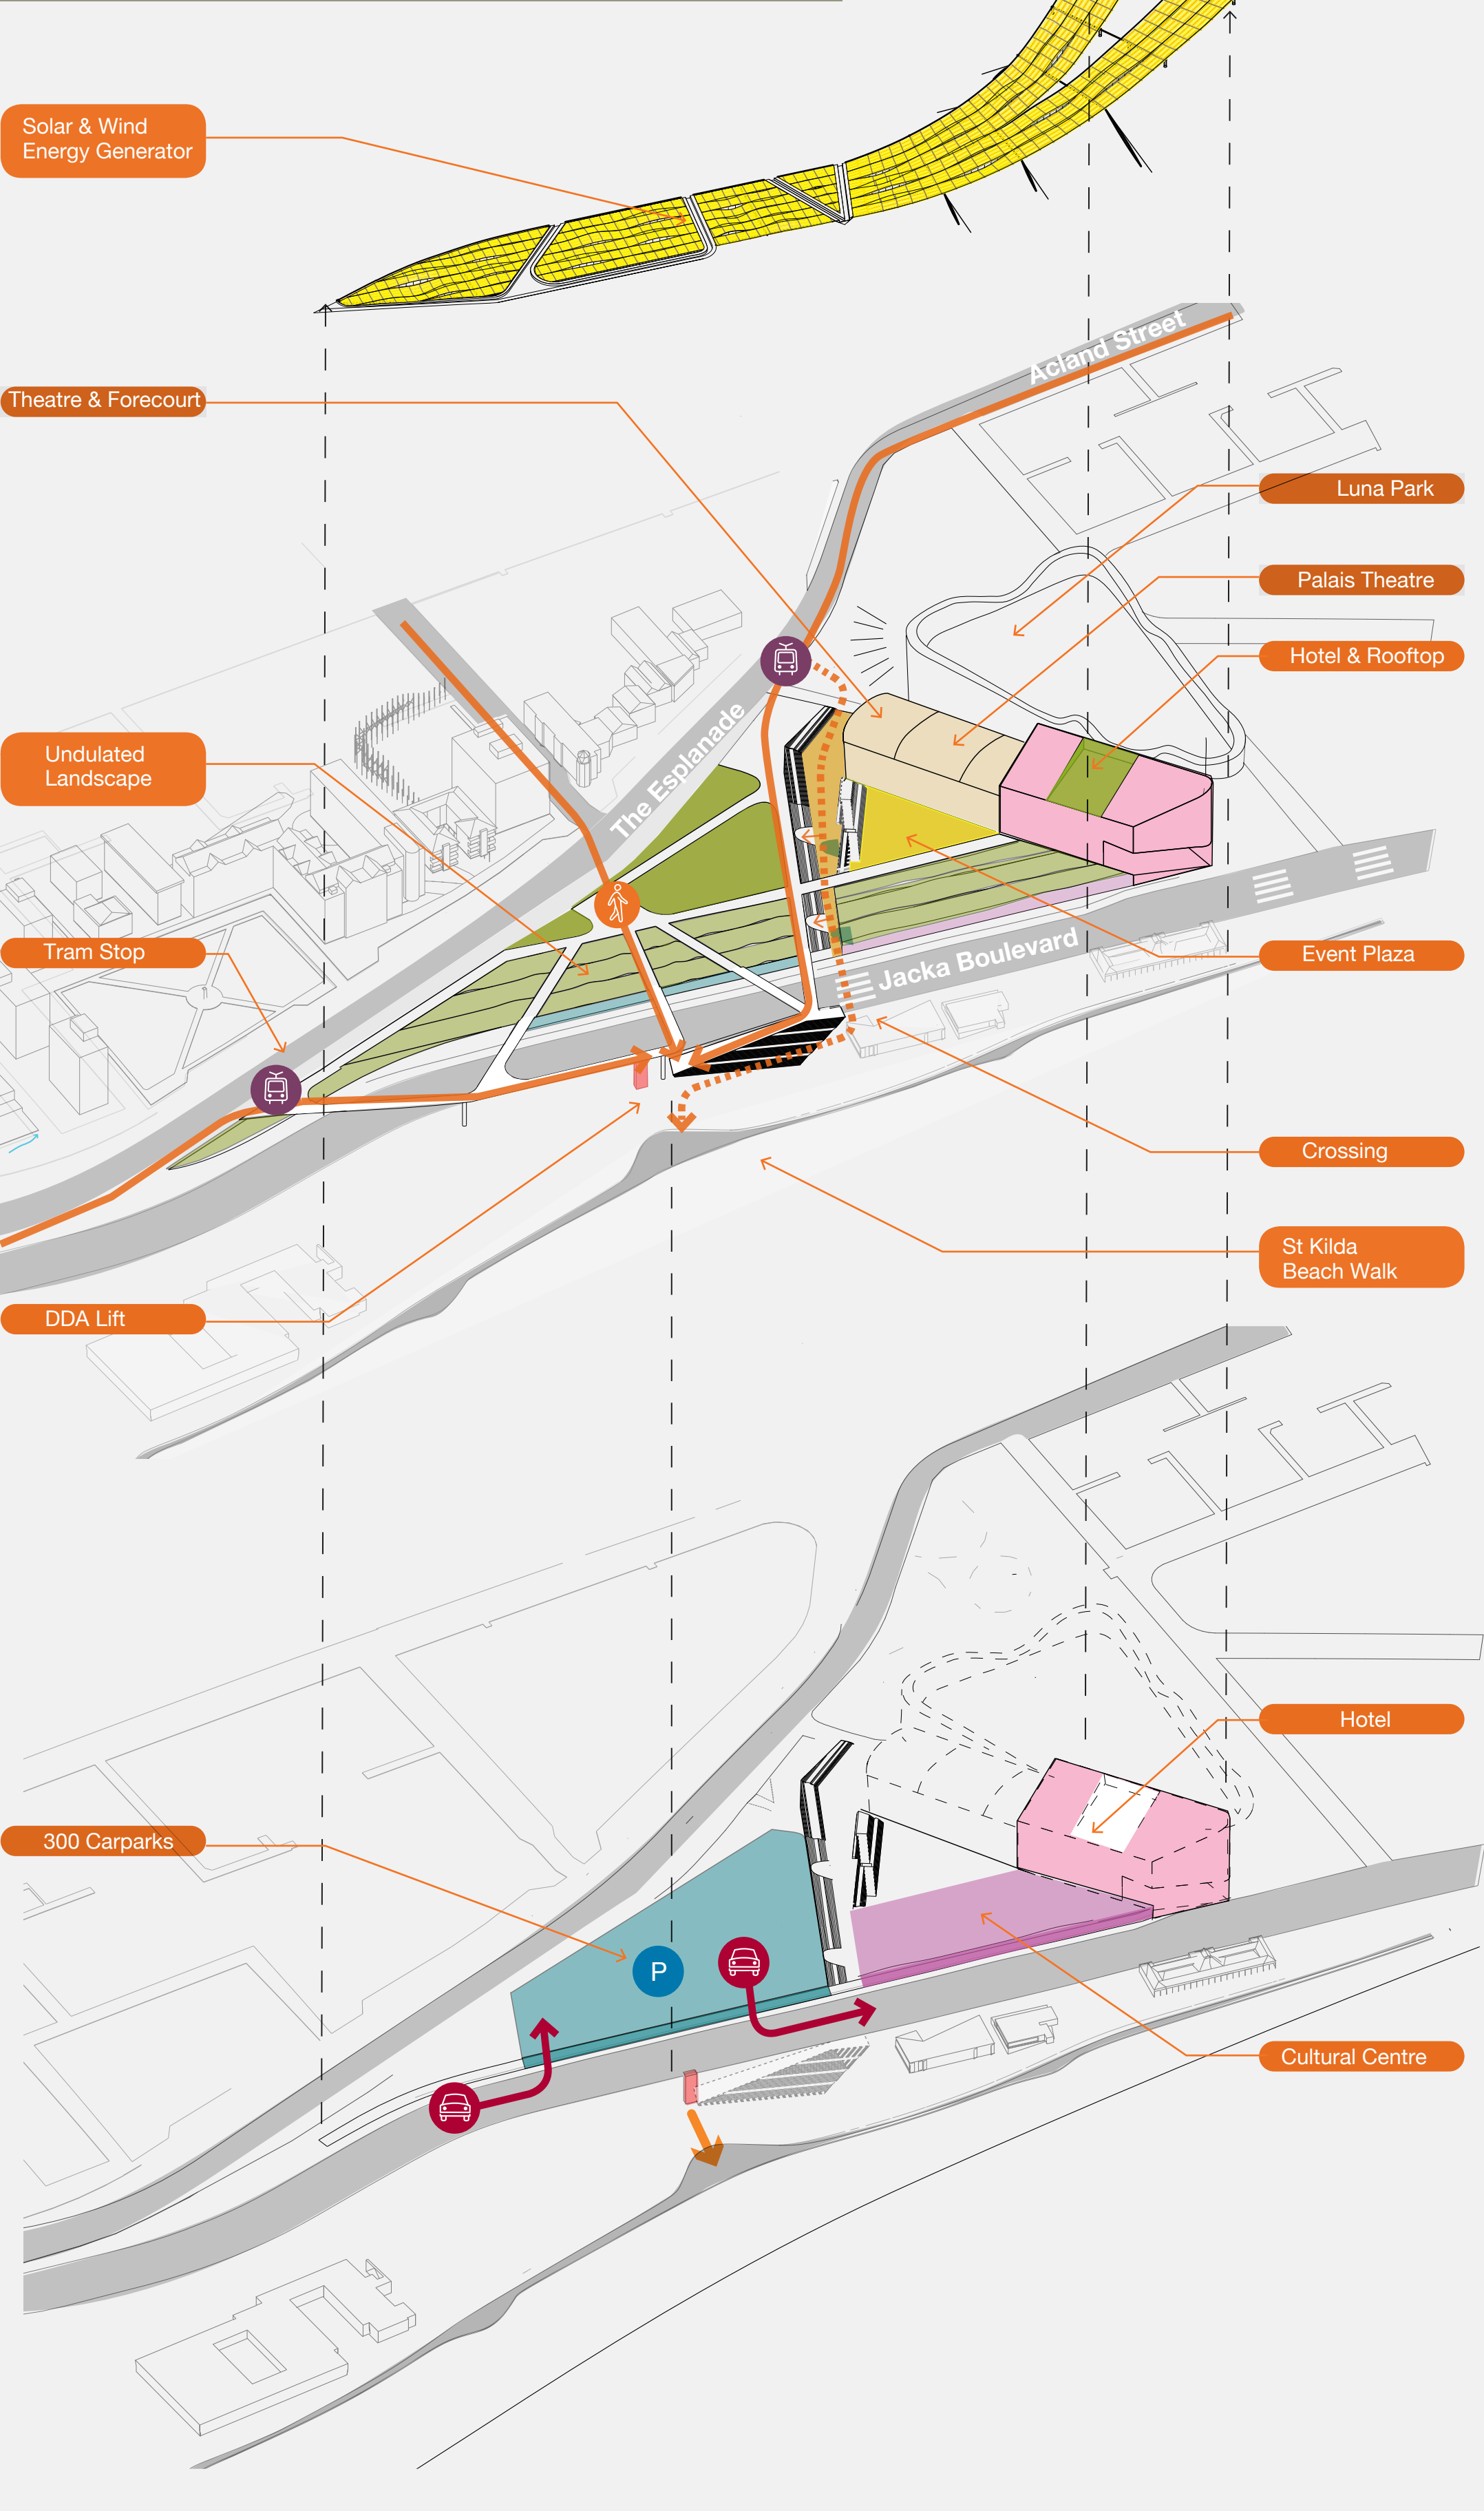 Solar & Wind
Energy Generator
Acland Street
Theatre & Forecourt
Luna Park
Palais Theatre
Hotel & Rooftop
The Esplanade
Undulated
Landscape
Tram Stop
Jacka Boulevard
Event Plaza
Crossing
St Kilda
Beach Walk
DDA Lift
Hotel
300 Carparks
P
Cultural Centre